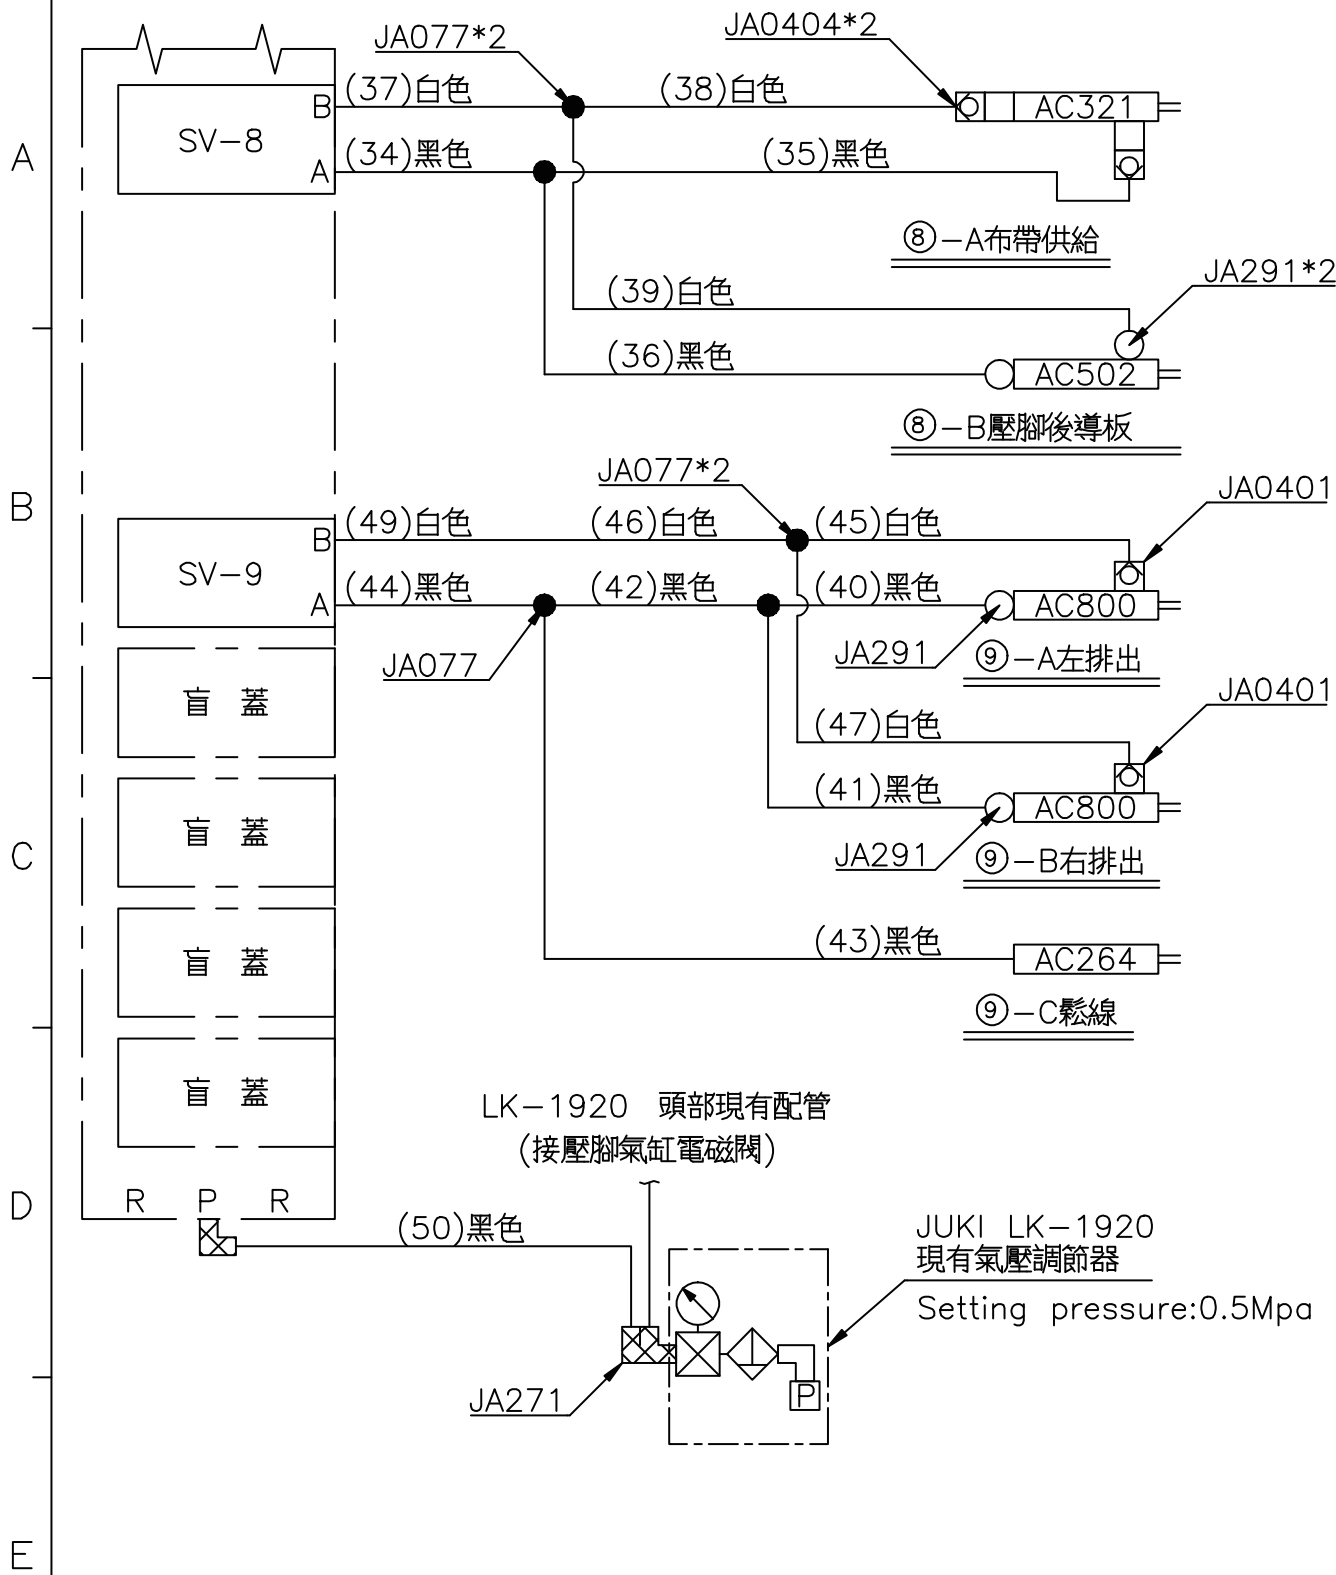 JA077*2
JA0404*2
(37)白色
(38)白色
B
SV-8
AC321
A
A
(34)黑色
(35)黑色
⑧-A布帶供給
JA291*2
(39)白色
(36)黑色
AC502
⑧-B壓腳後導板
JA077*2
JA0401
B
(49)白色
(46)白色
(45)白色
B
SV-9
A
(44)黑色
(42)黑色
(40)黑色
AC800
JA077
JA291
⑨-A左排出
JA0401
盲 蓋
(47)白色
(41)黑色
AC800
盲 蓋
C
JA291
⑨-B右排出
(43)黑色
盲 蓋
AC264
⑨-C鬆線
盲 蓋
LK-1920 頭部現有配管
(接壓腳氣缸電磁閥)
D
R P R
(50)黑色
JUKI LK-1920
現有氣壓調節器
Setting pressure:0.5Mpa
P
JA271
E